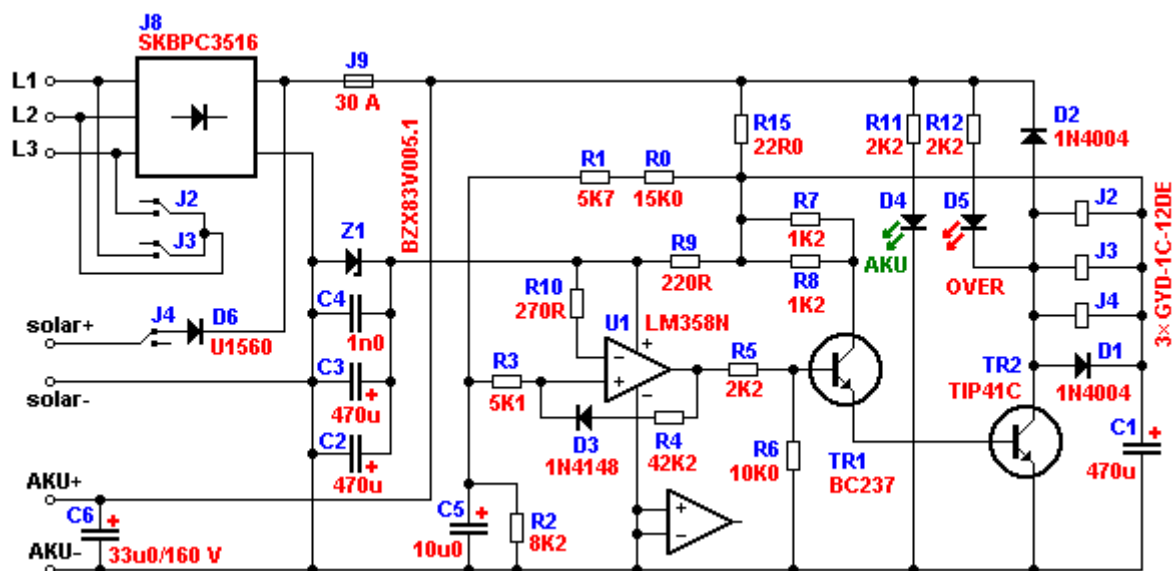 J8
SKBPC3516
L1
L2
L3
J9
30 A
J2
J3
Z1
BZX83V005.1
R15
22R0
R11
2K2
R12
2K2
D2
1N4004
R1
5K7
R0
15K0
R7
1K2
R8
1K2
D4
AKU
D5
OVER
J2
J3
J4
3× GYD-1C-12DE
R9
220R
R10
270R
C4
1n0
J4
D6
U1560
solar+
solar-
C3
+
470u
C2
+
470u
U1
LM358N
+
−
+
−
R3
5K1
D3
1N4148
R4
42K2
R5
2K2
R6
10K0
TR1
BC237
TR2
TIP41C
D1
1N4004
C1
+
470u
AKU+
AKU-
C6
+
33u0/160 V
C5
+
10u0
R2
8K2
+
−